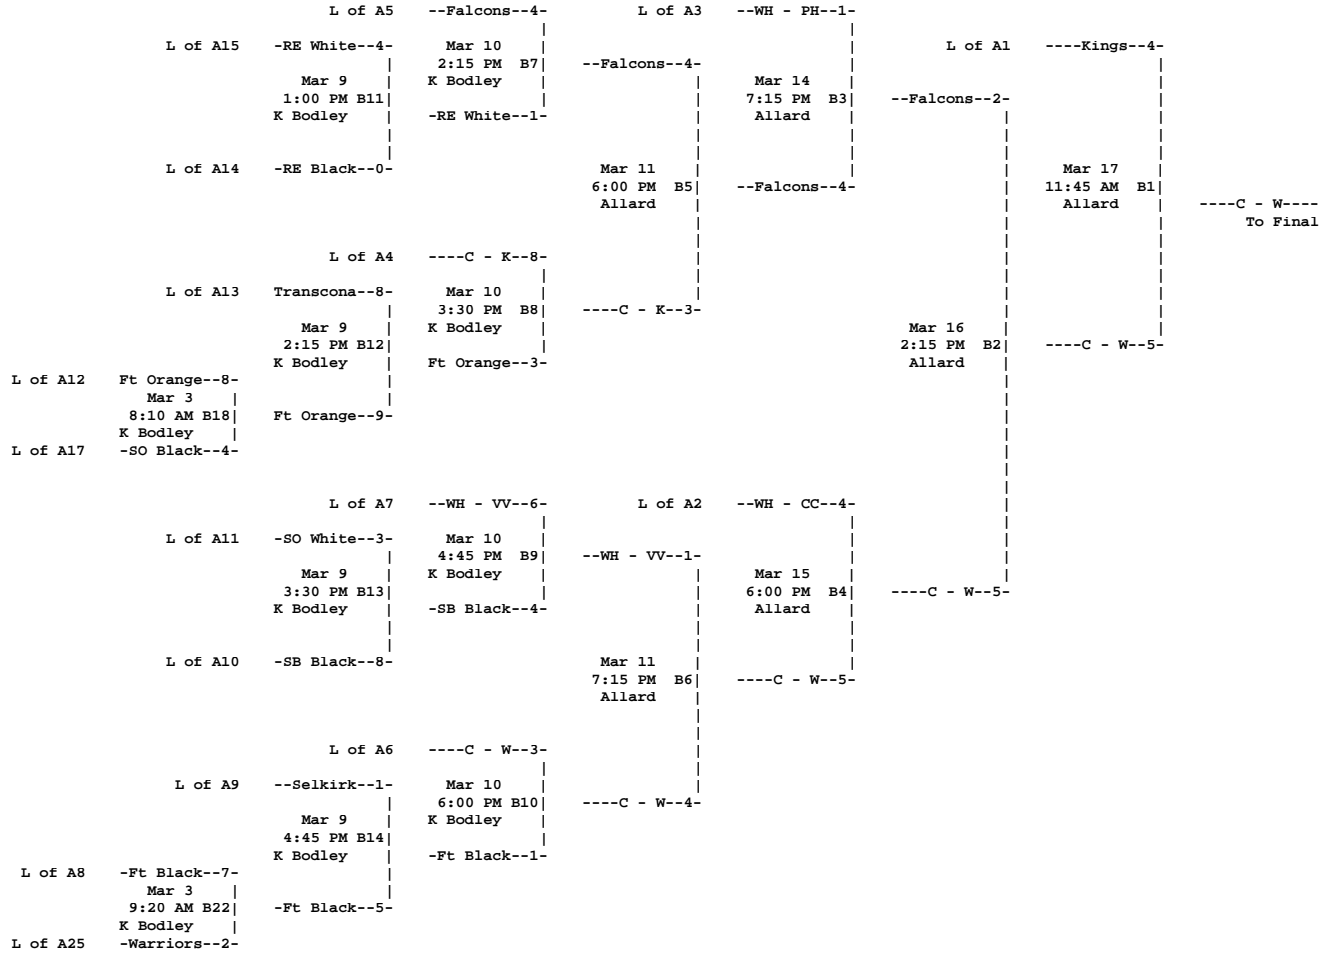 L of A5 --Falcons--4- L of A3 --WH - PH--1-
| |
L of A15 -RE White--4- Mar 10 | | L of A1 ----Kings--4-
| 2:15 PM B7| --Falcons--4- | |
Mar 9 | K Bodley | | Mar 14 | |
1:00 PM B11| | | 7:15 PM B3| --Falcons--2- |
K Bodley | -RE White--1- | Allard | | |
| | | | |
| | | | |
L of A14 -RE Black--0- Mar 11 | | | Mar 17 |
6:00 PM B5| --Falcons--4- | 11:45 AM B1|
Allard | | Allard | ----C - W----
| | | To Final
| | |
L of A4 ----C - K--8- | | |
| | | |
L of A13 Transcona--8- Mar 10 | | | |
| 3:30 PM B8| ----C - K--3- | |
Mar 9 | K Bodley | Mar 16 | |
2:15 PM B12| | 2:15 PM B2| ----C - W--5-
K Bodley | Ft Orange--3- Allard |
L of A12 Ft Orange--8- | |
Mar 3 | | |
8:10 AM B18| Ft Orange--9- |
K Bodley | |
L of A17 -SO Black--4- |
|
|
L of A7 --WH - VV--6- L of A2 --WH - CC--4- |
| | |
L of A11 -SO White--3- Mar 10 | | |
| 4:45 PM B9| --WH - VV--1- | |
Mar 9 | K Bodley | | Mar 15 | |
3:30 PM B13| | | 6:00 PM B4| ----C - W--5-
K Bodley | -SB Black--4- | Allard |
| | |
| | |
L of A10 -SB Black--8- Mar 11 | |
7:15 PM B6| ----C - W--5-
Allard |
|
|
L of A6 ----C - W--3- |
| |
L of A9 --Selkirk--1- Mar 10 | |
| 6:00 PM B10| ----C - W--4-
Mar 9 | K Bodley |
4:45 PM B14| |
K Bodley | -Ft Black--1-
L of A8 -Ft Black--7- |
Mar 3 | |
9:20 AM B22| -Ft Black--5-
K Bodley |
L of A25 -Warriors--2-